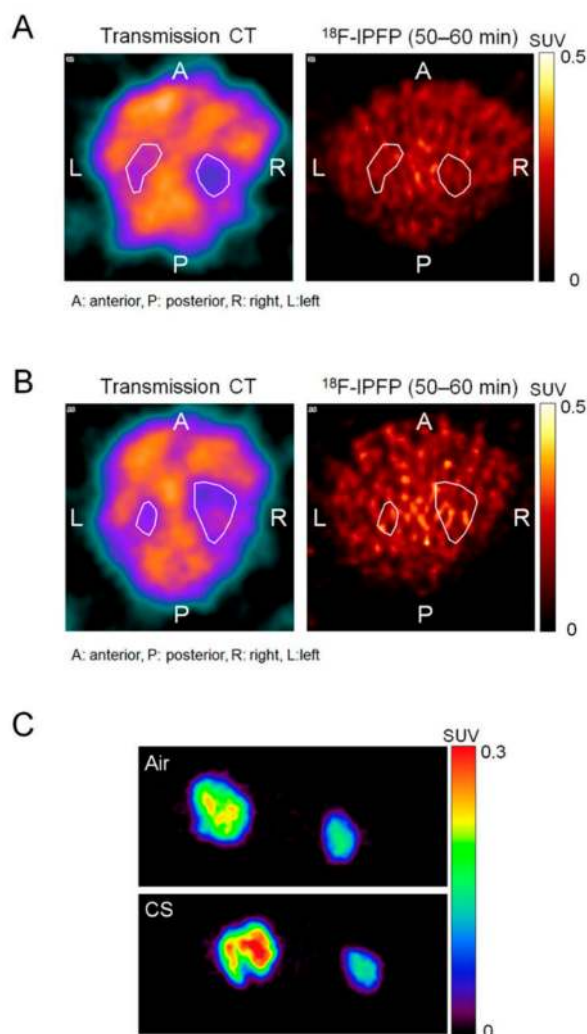 A
Transmission CT
¹⁸F-IPFP (50–60 min)
SUV
0.5
A
L
R
P
A
L
R
P
0
A: anterior, P: posterior, R: right, L:left
B
Transmission CT
¹⁸F-IPFP (50–60 min)
SUV
0.5
A
L
R
P
A
L
R
P
0
A: anterior, P: posterior, R: right, L:left
C
SUV
Air
0.3
CS
0